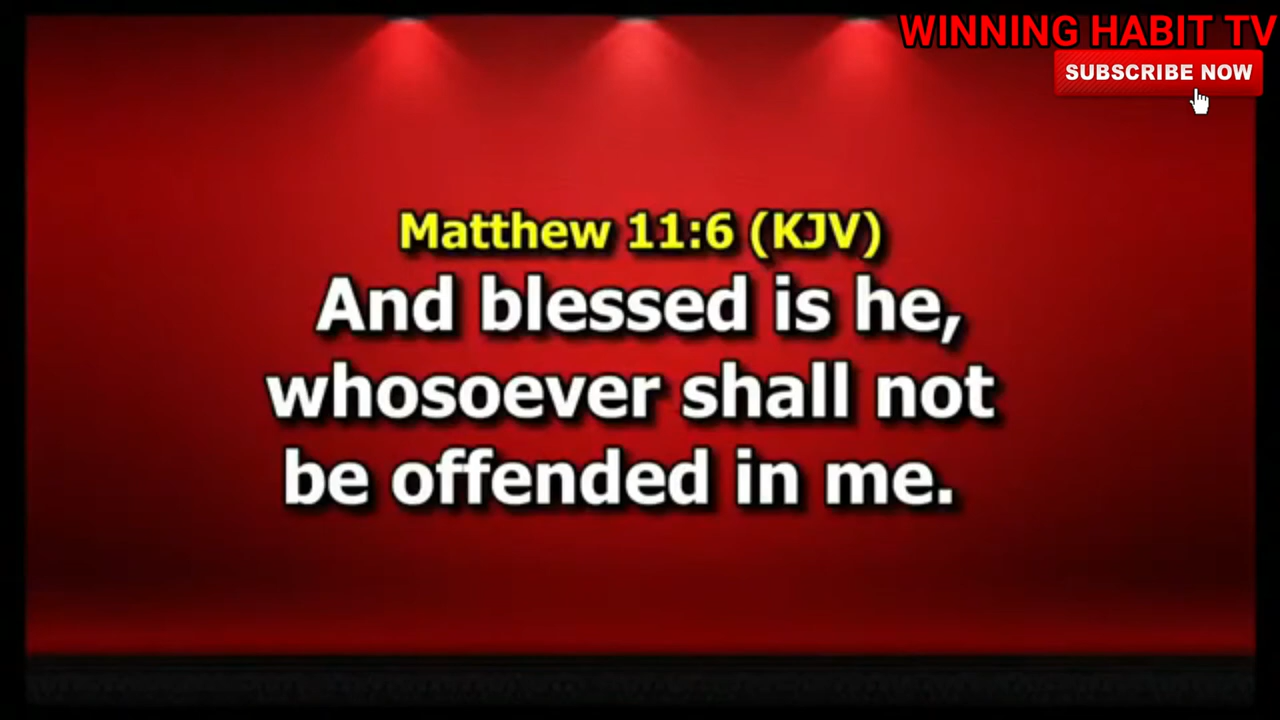 WINNING HABIT TV
SUBSCRIBE NOW
Matthew 11:6 (KJV)
And blessed is he,
whosoever shall not
be offended in me.